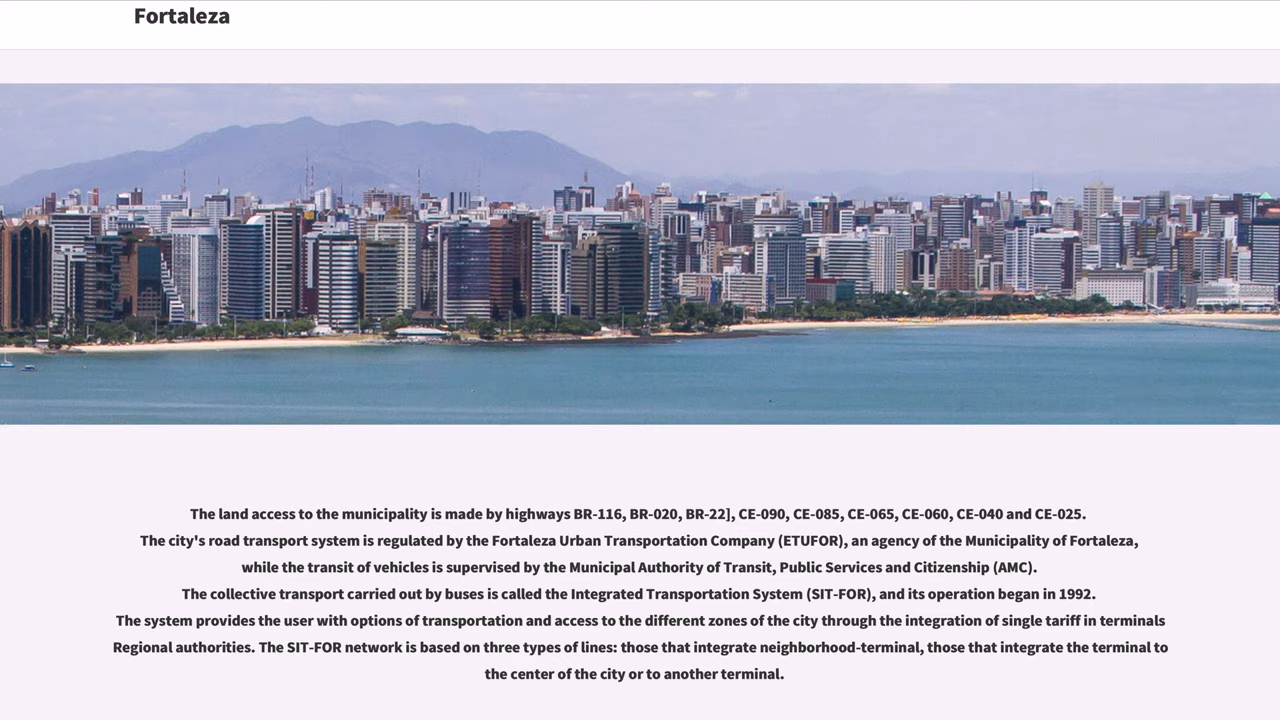 Fortaleza
The land access to the municipality is made by highways BR-116, BR-020, BR-22], CE-090, CE-085, CE-065, CE-060, CE-040 and CE-025.
The city's road transport system is regulated by the Fortaleza Urban Transportation Company (ETUFOR), an agency of the Municipality of Fortaleza,
while the transit of vehicles is supervised by the Municipal Authority of Transit, Public Services and Citizenship (AMC).
The collective transport carried out by buses is called the Integrated Transportation System (SIT-FOR), and its operation began in 1992.
The system provides the user with options of transportation and access to the different zones of the city through the integration of single tariff in terminals
Regional authorities. The SIT-FOR network is based on three types of lines: those that integrate neighborhood-terminal, those that integrate the terminal to
the center of the city or to another terminal.